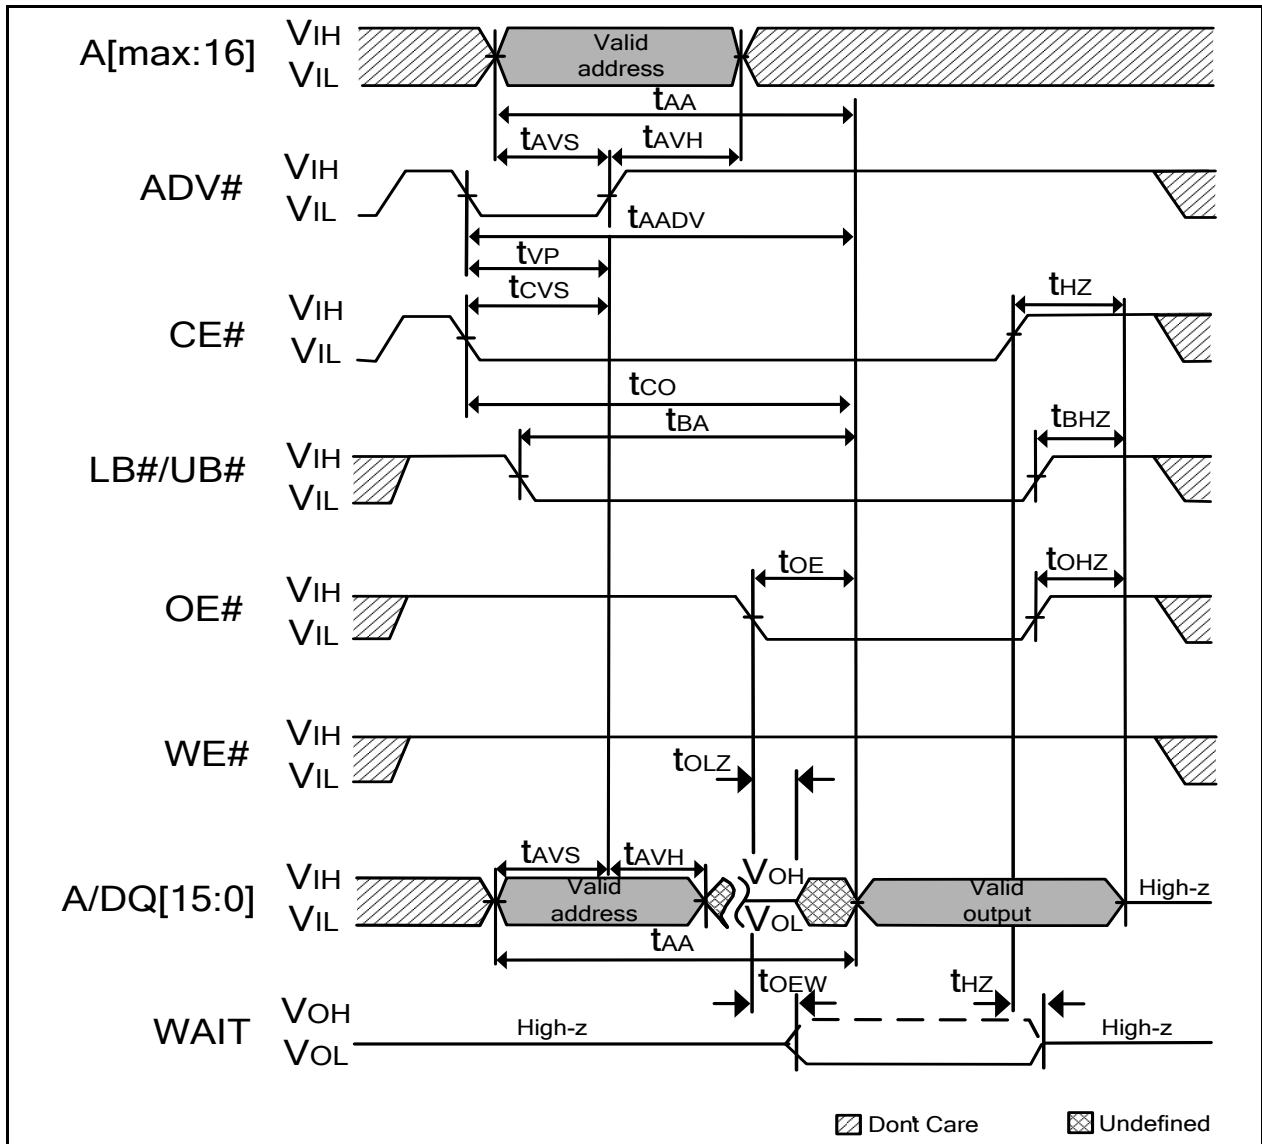 A[max:16]
VIH
VIL
Valid
address
tAA
tAVS
tAVH
ADV#
VIH
VIL
tAADV
tVP
tCVS
CE#
VIH
VIL
tHZ
tCO
tBA
tBHZ
LB#/UB#
VIH
VIL
tOE
tOHZ
OE#
VIH
VIL
WE#
VIH
VIL
tOLZ
A/DQ[15:0]
VIH
VIL
tAVS
tAVH
Valid
address
VOH
VOL
Valid
output
High-z
tAA
tOEW
tHZ
WAIT
VOH
VOL
High-z
High-z
Don't Care
Undefined